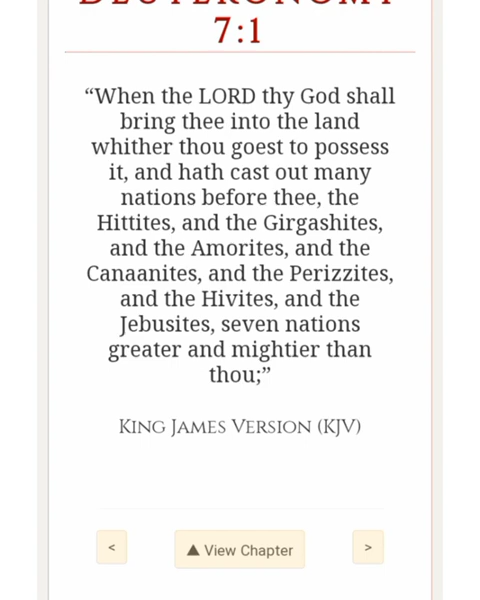 DEUTERONOMY
7:1
“When the LORD thy God shall
bring thee into the land
whither thou goest to possess
it, and hath cast out many
nations before thee, the
Hittites, and the Girgashites,
and the Amorites, and the
Canaanites, and the Perizzites,
and the Hivites, and the
Jebusites, seven nations
greater and mightier than
thou;”
King James Version (KJV)
<
▲ View Chapter
>